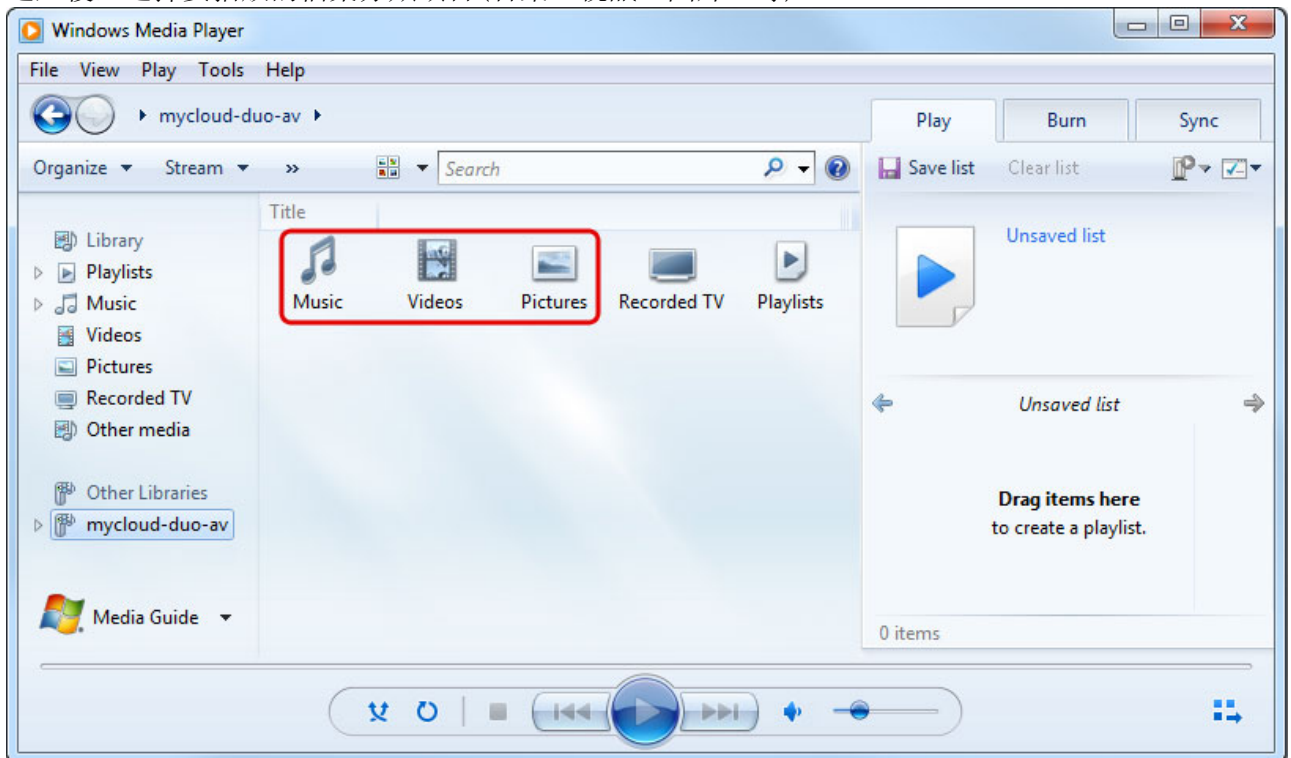 Windows Media Player
File View Play Tools Help
mycloud-duo-av
Play Burn Sync
Organize Stream » Search
Save list Clear list
Title
Library
Playlists
Music
Videos
Pictures
Recorded TV
Other media
Other Libraries
mycloud-duo-av
Media Guide
Music Videos Pictures Recorded TV Playlists
Unsaved list
Unsaved list
Drag items here
to create a playlist.
0 items